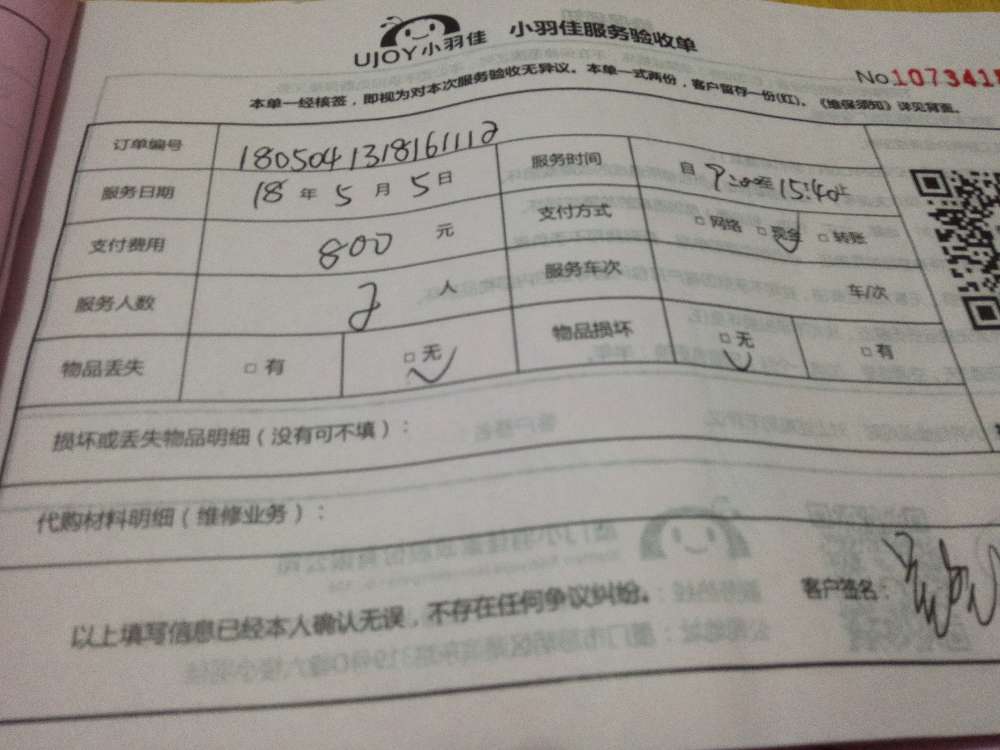 UJOY小羽佳 小羽佳服务验收单
No.1073415
本单一经核签，即视为对本次服务验收无异议。本单一式两份，客户留存一份(红)。《维保须知》详见背面。
订单编号 1805041318161112
服务日期 18 年 5 月 5 日 服务时间 自 至 15:40止
支付费用 800 元 支付方式 □ 网络 □ 现金 □ 转账
服务人数 2 人 服务车次 车/次
物品丢失 □ 有 □ 无 物品损坏 □ 无 □ 有
损坏或丢失物品明细（没有可不填）：
代购材料明细（维修业务）：
以上填写信息已经本人确认无误，不存在任何争议纠纷。 客户签名：